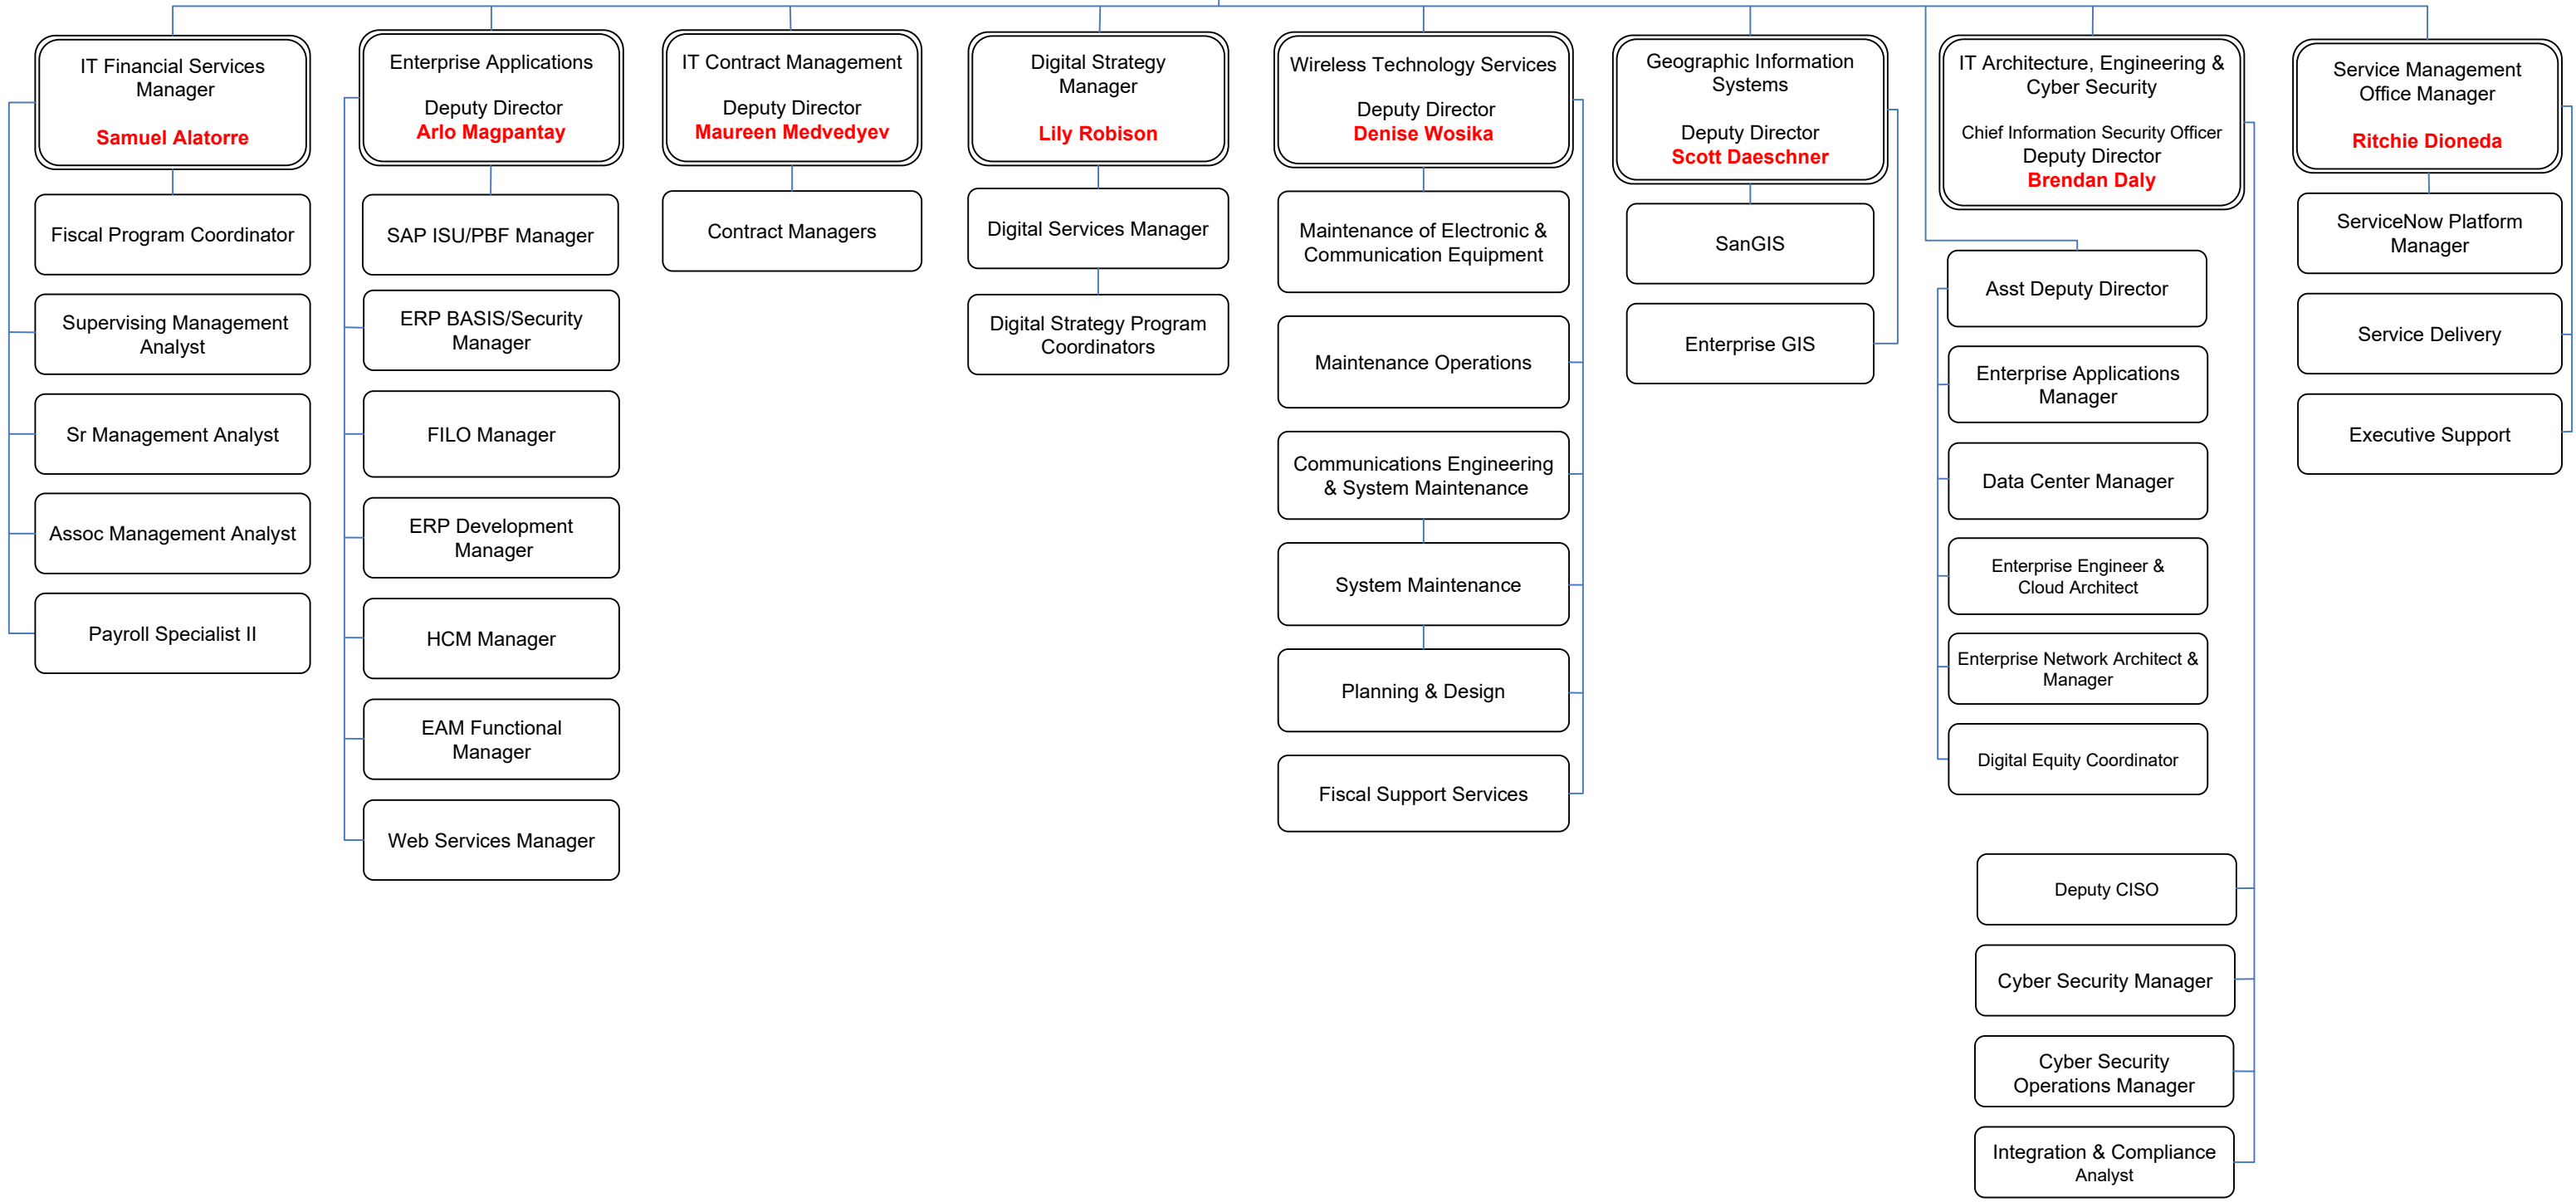 IT Financial Services
Manager
Samuel Alatorre
Fiscal Program Coordinator
Supervising Management
Analyst
Sr Management Analyst
Assoc Management Analyst
Payroll Specialist II
Enterprise Applications
Deputy Director
Arlo Magpantay
SAP ISU/PBF Manager
ERP BASIS/Security
Manager
FILO Manager
ERP Development
Manager
HCM Manager
EAM Functional
Manager
Web Services Manager
IT Contract Management
Deputy Director
Maureen Medvedyev
Contract Managers
Digital Strategy
Manager
Lily Robison
Digital Services Manager
Digital Strategy Program
Coordinators
Wireless Technology Services
Deputy Director
Denise Wosika
Maintenance of Electronic &
Communication Equipment
Maintenance Operations
Communications Engineering
& System Maintenance
System Maintenance
Planning & Design
Fiscal Support Services
Geographic Information
Systems
Deputy Director
Scott Daeschner
SanGIS
Enterprise GIS
IT Architecture, Engineering &
Cyber Security
Chief Information Security Officer
Deputy Director
Brendan Daly
Asst Deputy Director
Enterprise Applications
Manager
Data Center Manager
Enterprise Engineer &
Cloud Architect
Enterprise Network Architect &
Manager
Digital Equity Coordinator
Deputy CISO
Cyber Security Manager
Cyber Security
Operations Manager
Integration & Compliance
Analyst
Service Management
Office Manager
Ritchie Dioneda
ServiceNow Platform
Manager
Service Delivery
Executive Support